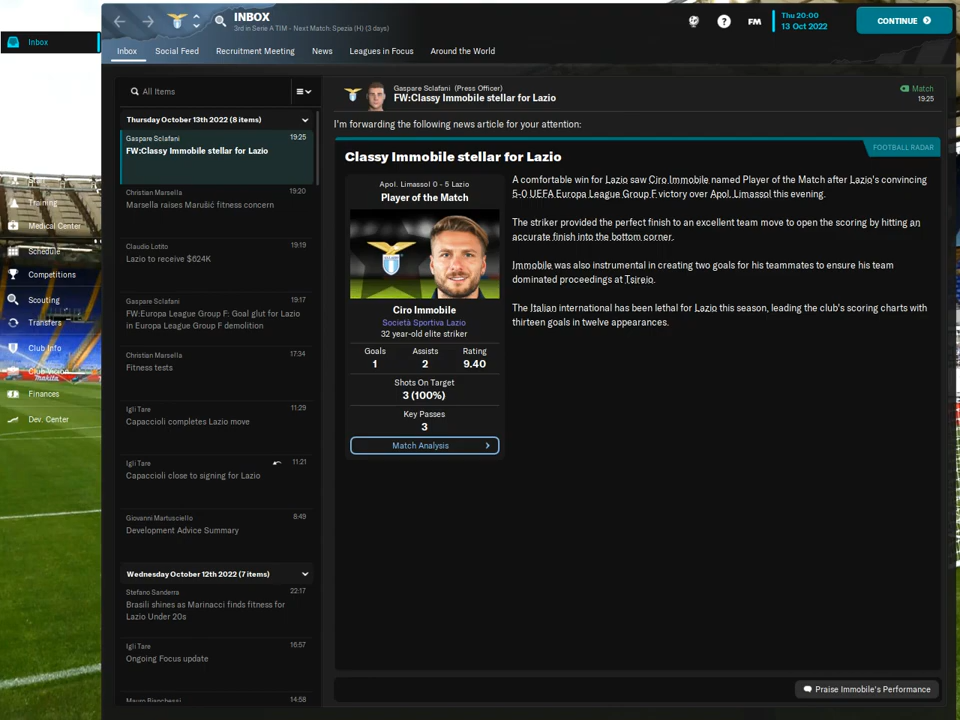 INBOX
3rd in Serie A TIM - Next Match: Spezia (H) (3 days)
FM
Thu 20:00
13 Oct 2022
CONTINUE
Inbox
Inbox
Social Feed
Recruitment Meeting
News
Leagues in Focus
Around the World
Training
Medical Center
Schedule
Competitions
Scouting
Transfers
Club Info
Club Vision
Finances
Dev. Center
All Items
Thursday October 13th 2022 (8 items)
Gaspare Sclafani
19:25
FW:Classy Immobile stellar for Lazio
Christian Marsella
19:20
Marsella raises Marušić fitness concern
Claudio Lotito
19:19
Lazio to receive $624K
Gaspare Sclafani
19:17
FW:Europa League Group F: Goal glut for Lazio
in Europa League Group F demolition
Christian Marsella
17:34
Fitness tests
Igli Tare
11:29
Capaccioli completes Lazio move
Igli Tare
11:21
Capaccioli close to signing for Lazio
Giovanni Martusciello
8:49
Development Advice Summary
Wednesday October 12th 2022 (7 items)
Stefano Sanderra
22:17
Brasili shines as Marinacci finds fitness for
Lazio Under 20s
Igli Tare
16:57
Ongoing Focus update
Mauro Bianchessi
14:58
Gaspare Sclafani (Press Officer)
FW:Classy Immobile stellar for Lazio
Match
19:25
I'm forwarding the following news article for your attention:
FOOTBALL RADAR
Classy Immobile stellar for Lazio
Apol. Limassol 0 - 5 Lazio
Player of the Match
Ciro Immobile
Società Sportiva Lazio
32 year-old elite striker
Goals
Assists
Rating
1
2
9.40
Shots On Target
3 (100%)
Key Passes
3
Match Analysis
A comfortable win for Lazio saw Ciro Immobile named Player of the Match after Lazio's convincing
5-0 UEFA Europa League Group F victory over Apol. Limassol this evening.
The striker provided the perfect finish to an excellent team move to open the scoring by hitting an
accurate finish into the bottom corner.
Immobile was also instrumental in creating two goals for his teammates to ensure his team
dominated proceedings at Tsireio.
The Italian international has been lethal for Lazio this season, leading the club's scoring charts with
thirteen goals in twelve appearances.
Praise Immobile's Performance